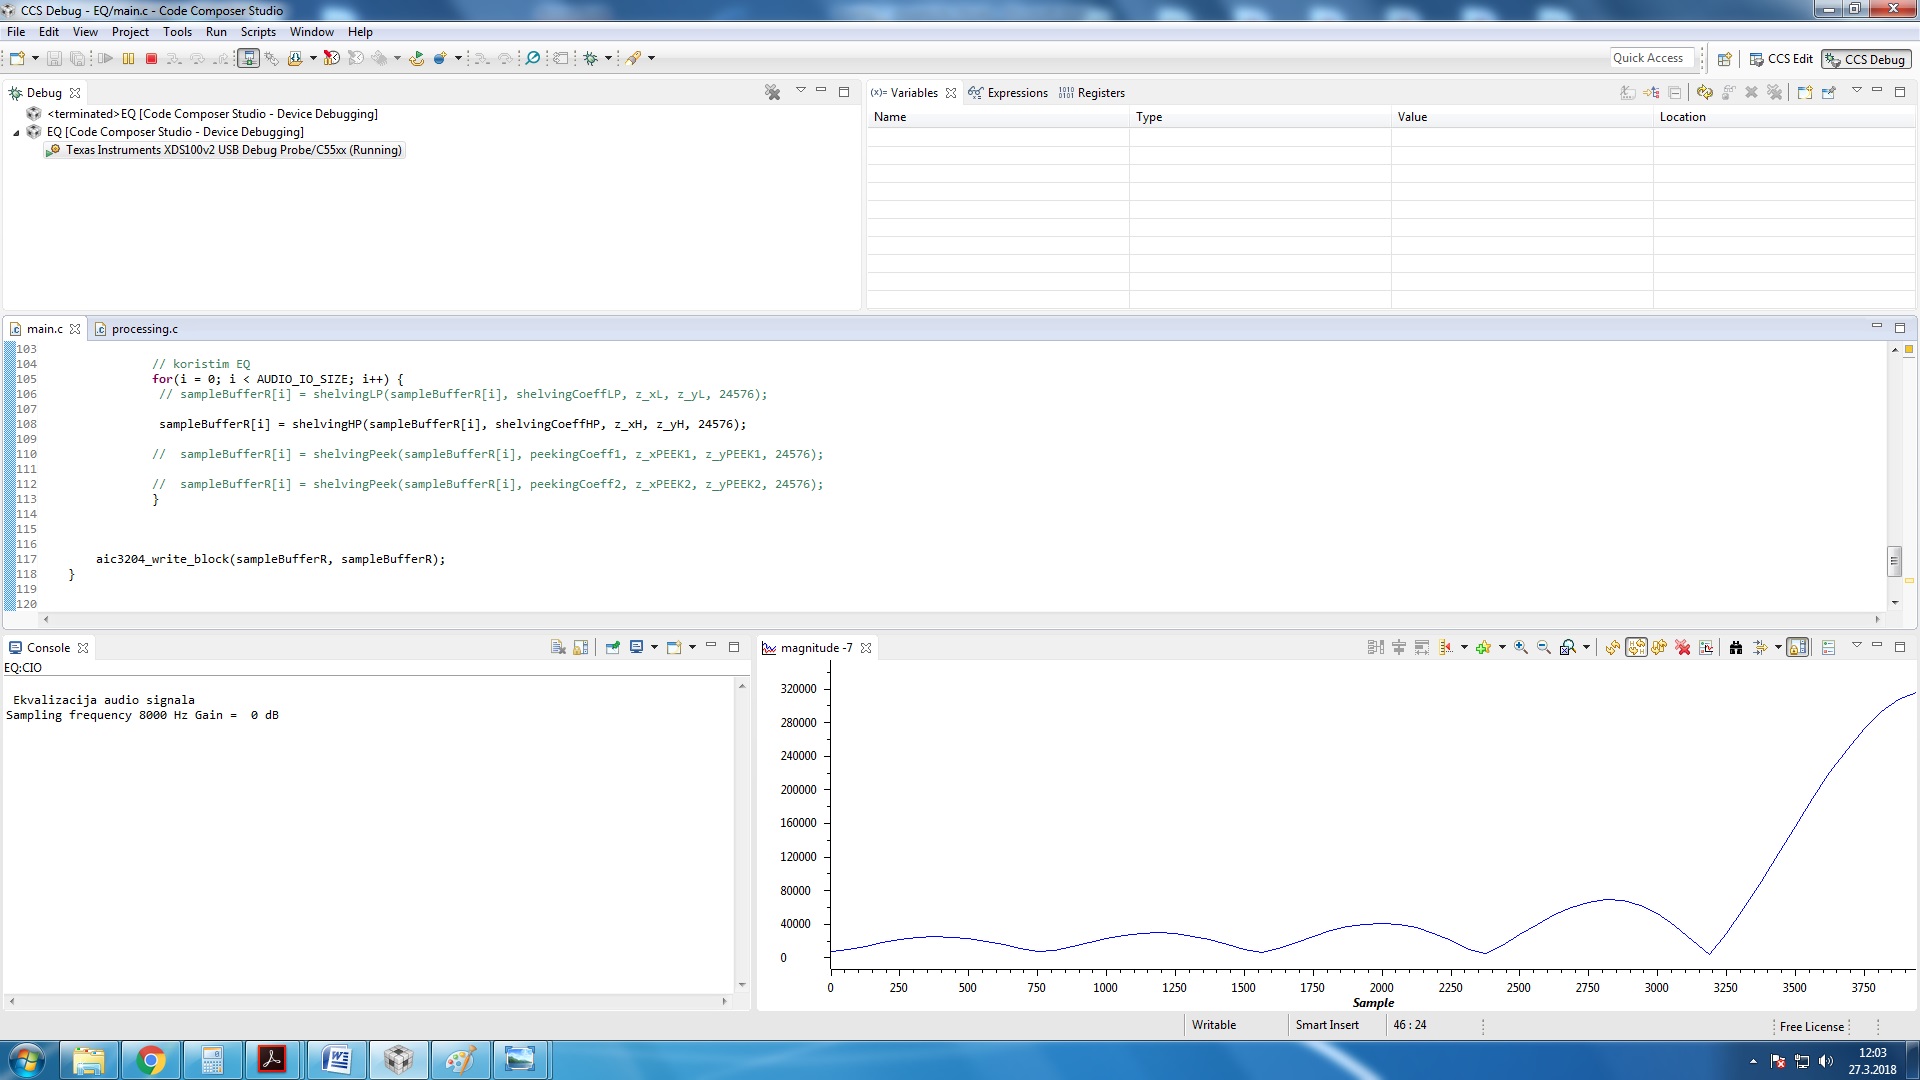 CCS Debug - EQ/main.c - Code Composer Studio
File Edit View Project Tools Run Scripts Window Help
Quick Access
CCS Edit
CCS Debug
Debug
<terminated>EQ [Code Composer Studio - Device Debugging]
EQ [Code Composer Studio - Device Debugging]
Texas Instruments XDS100v2 USB Debug Probe/C55xx (Running)
(x)= Variables
Expressions
Registers
Name Type Value Location
main.c
processing.c
103
104 // koristim EQ
105 for(i = 0; i < AUDIO_IO_SIZE; i++) {
106 // sampleBufferR[i] = shelvingLP(sampleBufferR[i], shelvingCoeffLP, z_xL, z_yL, 24576);
107
108 sampleBufferR[i] = shelvingHP(sampleBufferR[i], shelvingCoeffHP, z_xH, z_yH, 24576);
109
110 // sampleBufferR[i] = shelvingPeek(sampleBufferR[i], peekingCoeff1, z_xPEEK1, z_yPEEK1, 24576);
111
112 // sampleBufferR[i] = shelvingPeek(sampleBufferR[i], peekingCoeff2, z_xPEEK2, z_yPEEK2, 24576);
113 }
114
115
116
117 aic3204_write_block(sampleBufferR, sampleBufferR);
118 }
119
120
Console
EQ:CIO
Ekvalizacija audio signala
Sampling frequency 8000 Hz Gain = 0 dB
magnitude -7
320000
280000
240000
200000
160000
120000
80000
40000
0
0 250 500 750 1000 1250 1500 1750 2000 2250 2500 2750 3000 3250 3500 3750
Sample
Writable Smart Insert 46 : 24 Free License
12:03
27.3.2018